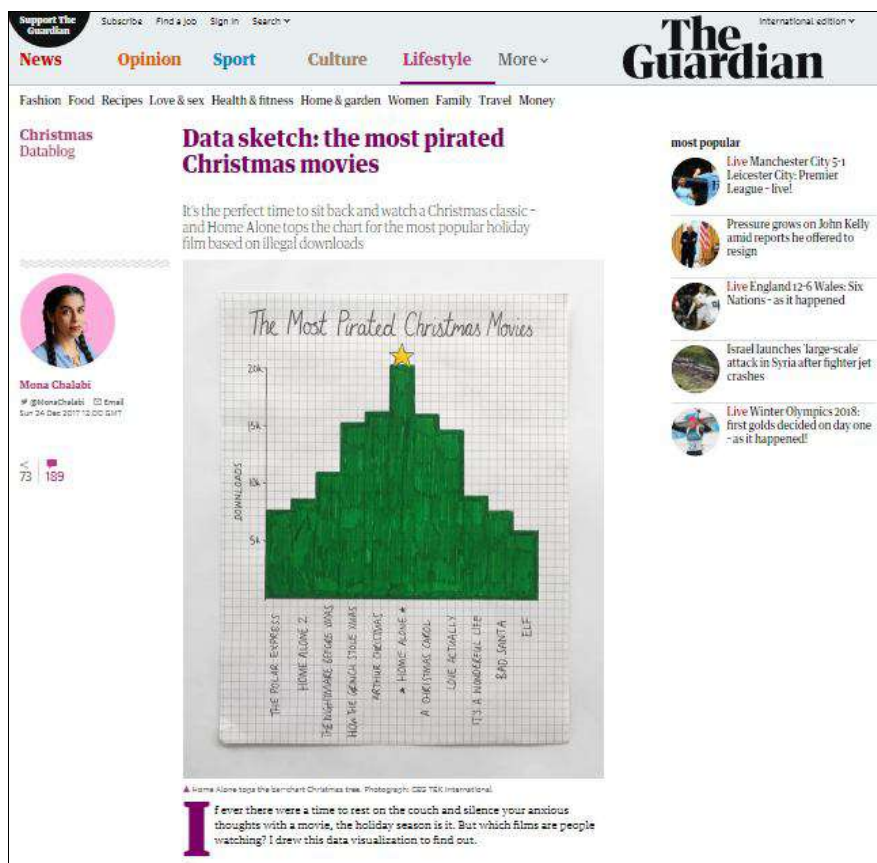 Support The
Guardian
Subscribe Find a job Sign in Search
International edition
The
Guardian
News Opinion Sport Culture Lifestyle More
Fashion Food Recipes Love & sex Health & fitness Home & garden Women Family Travel Money
Christmas
Datablog
Data sketch: the most pirated
Christmas movies
It's the perfect time to sit back and watch a Christmas classic –
and Home Alone tops the chart for the most popular holiday
film based on illegal downloads
Mona Chalabi
@MonaChalabi Email
Sun 24 Dec 2017 12.00 GMT
73 189
The Most Pirated Christmas Movies
20k
15k
10k
5k
DOWNLOADS
THE POLAR EXPRESS
HOME ALONE 2
THE NIGHTMARE BEFORE XMAS
HOW THE GRINCH STOLE XMAS
ARTHUR CHRISTMAS
★ HOME ALONE ★
A CHRISTMAS CAROL
LOVE ACTUALLY
IT'S A WONDERFUL LIFE
BAD SANTA
ELF
Home Alone tops the bar-chart Christmas tree. Photograph: CEG TEK International
If ever there were a time to rest on the couch and silence your anxious
thoughts with a movie, the holiday season is it. But which films are people
watching? I drew this data visualization to find out.
most popular
Live Manchester City 5-1
Leicester City: Premier
League – live!
Pressure grows on John Kelly
amid reports he offered to
resign
Live England 12-6 Wales: Six
Nations – as it happened
Israel launches 'large-scale'
attack in Syria after fighter jet
crashes
Live Winter Olympics 2018:
first golds decided on day one
– as it happened!